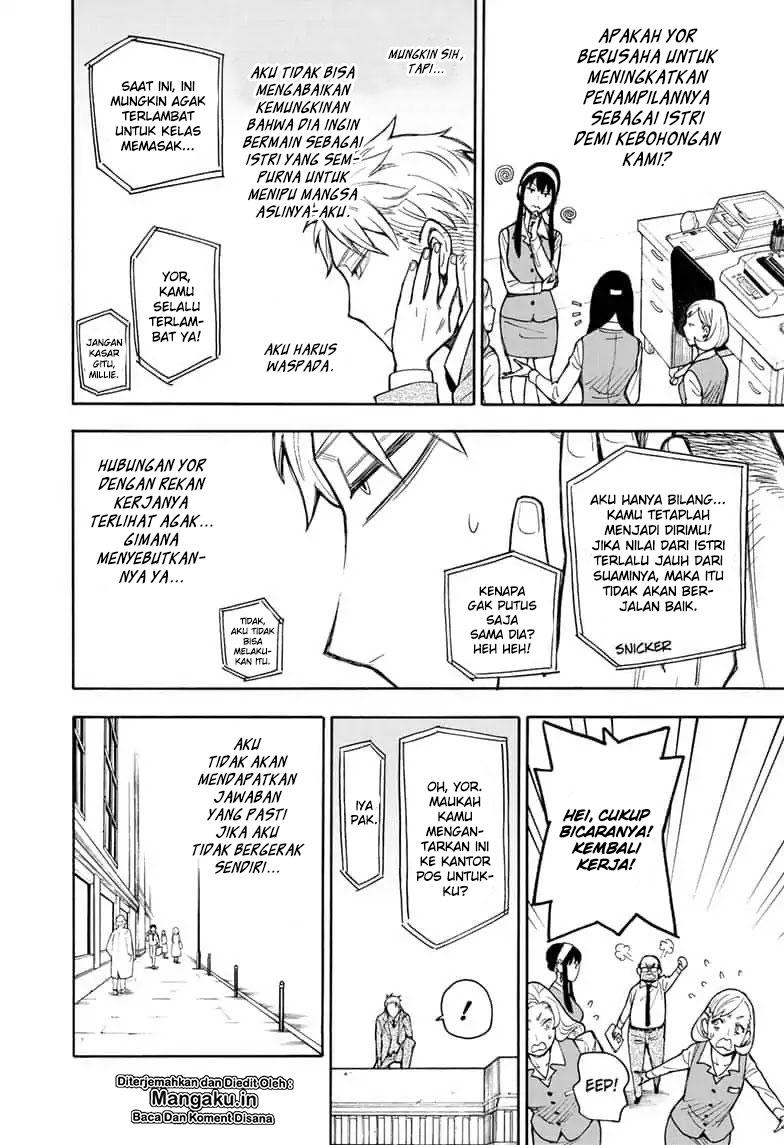 APAKAH YOR
BERUSAHA UNTUK
MENINGKATKAN
PENAMPILANNYA
SEBAGAI ISTRI
DEMI KEBOHONGAN
KAMI?
MUNGKIN SIH,
TAPI...
AKU TIDAK BISA
MENGABAIKAN
KEMUNGKINAN
BAHWA DIA INGIN
BERMAIN SEBAGAI
ISTRI YANG SEM-
PURNA UNTUK
MENIPU MANGSA
ASLINYA-AKU.
SAAT INI, INI
MUNGKIN AGAK
TERLAMBAT
UNTUK KELAS
MEMASAK...
YOR,
KAMU
SELALU
TERLAM-
BAT YA!
JANGAN
KASAR
GITU,
MILLIE.
AKU HARUS
WASPADA.
AKU HANYA BILANG...
KAMU TETAPLAH
MENJADI DIRIMU!
JIKA NILAI DARI ISTRI
TERLALU JAUH DARI
SUAMINYA, MAKA ITU
TIDAK AKAN BER-
JALAN BAIK.
SNICKER
KENAPA
GAK PUTUS
SAJA
SAMA DIA?
HEH HEH!
HUBUNGAN YOR
DENGAN REKAN
KERJANYA
TERLIHAT AGAK...
GIMANA
MENYEBUTKAN-
NYA YA...
TIDAK,
AKU TIDAK
BISA
MELAKU-
KAN ITU.
HEI, CUKUP
BICARANYA!
KEMBALI
KERJA!
EEP!
OH, YOR.
MAUKAH
KAMU
MENGAN-
TARKAN INI
KE KANTOR
POS UNTUK-
KU?
IYA
PAK.
!
AKU
TIDAK AKAN
MENDAPATKAN
JAWABAN
YANG PASTI
JIKA AKU
TIDAK BERGERAK
SENDIRI...
Diterjemahkan dan Diedit Oleh :
Mangaku.in
Baca Dan Koment Disana